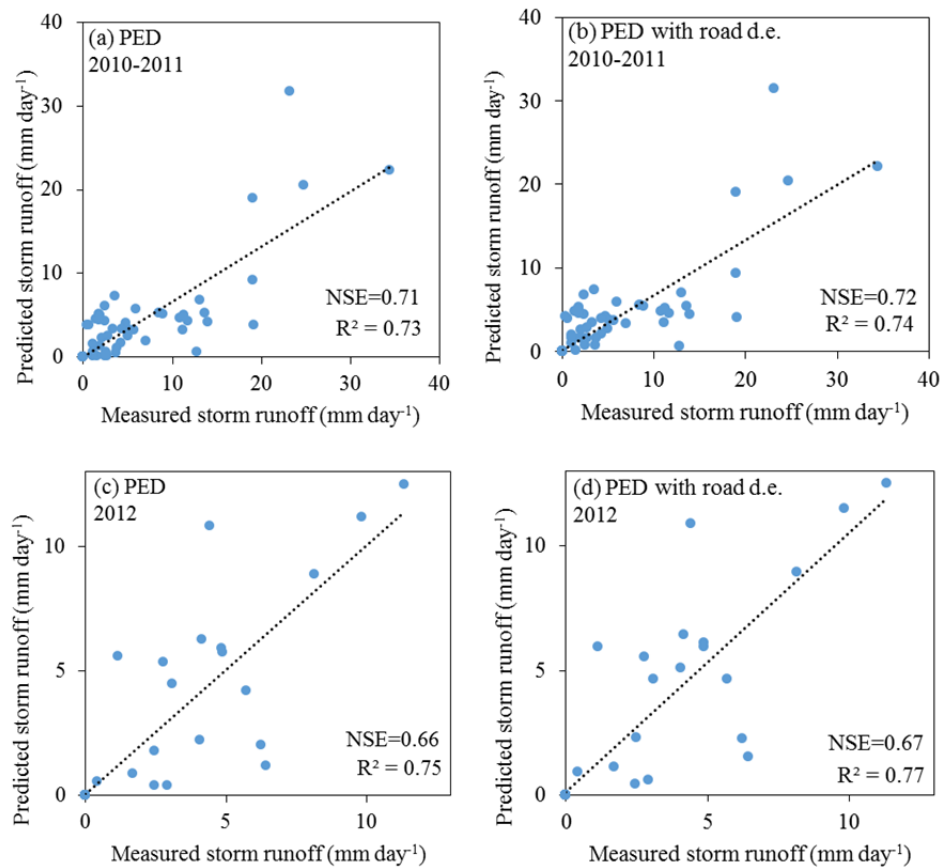 (a) PED
2010-2011
Predicted storm runoff (mm day⁻¹)
40
30
20
10
0
NSE=0.71
R² = 0.73
0 10 20 30 40
Measured storm runoff (mm day⁻¹)
(b) PED with road d.e.
2010-2011
Predicted storm runoff (mm day⁻¹)
40
30
20
10
0
NSE=0.72
R² = 0.74
0 10 20 30 40
Measured storm runoff (mm day⁻¹)
(c) PED
2012
Predicted storm runoff (mm day⁻¹)
10
5
0
NSE=0.66
R² = 0.75
0 5 10
Measured storm runoff (mm day⁻¹)
(d) PED with road d.e.
2012
Predicted storm runoff (mm day⁻¹)
10
5
0
NSE=0.67
R² = 0.77
0 5 10
Measured storm runoff (mm day⁻¹)